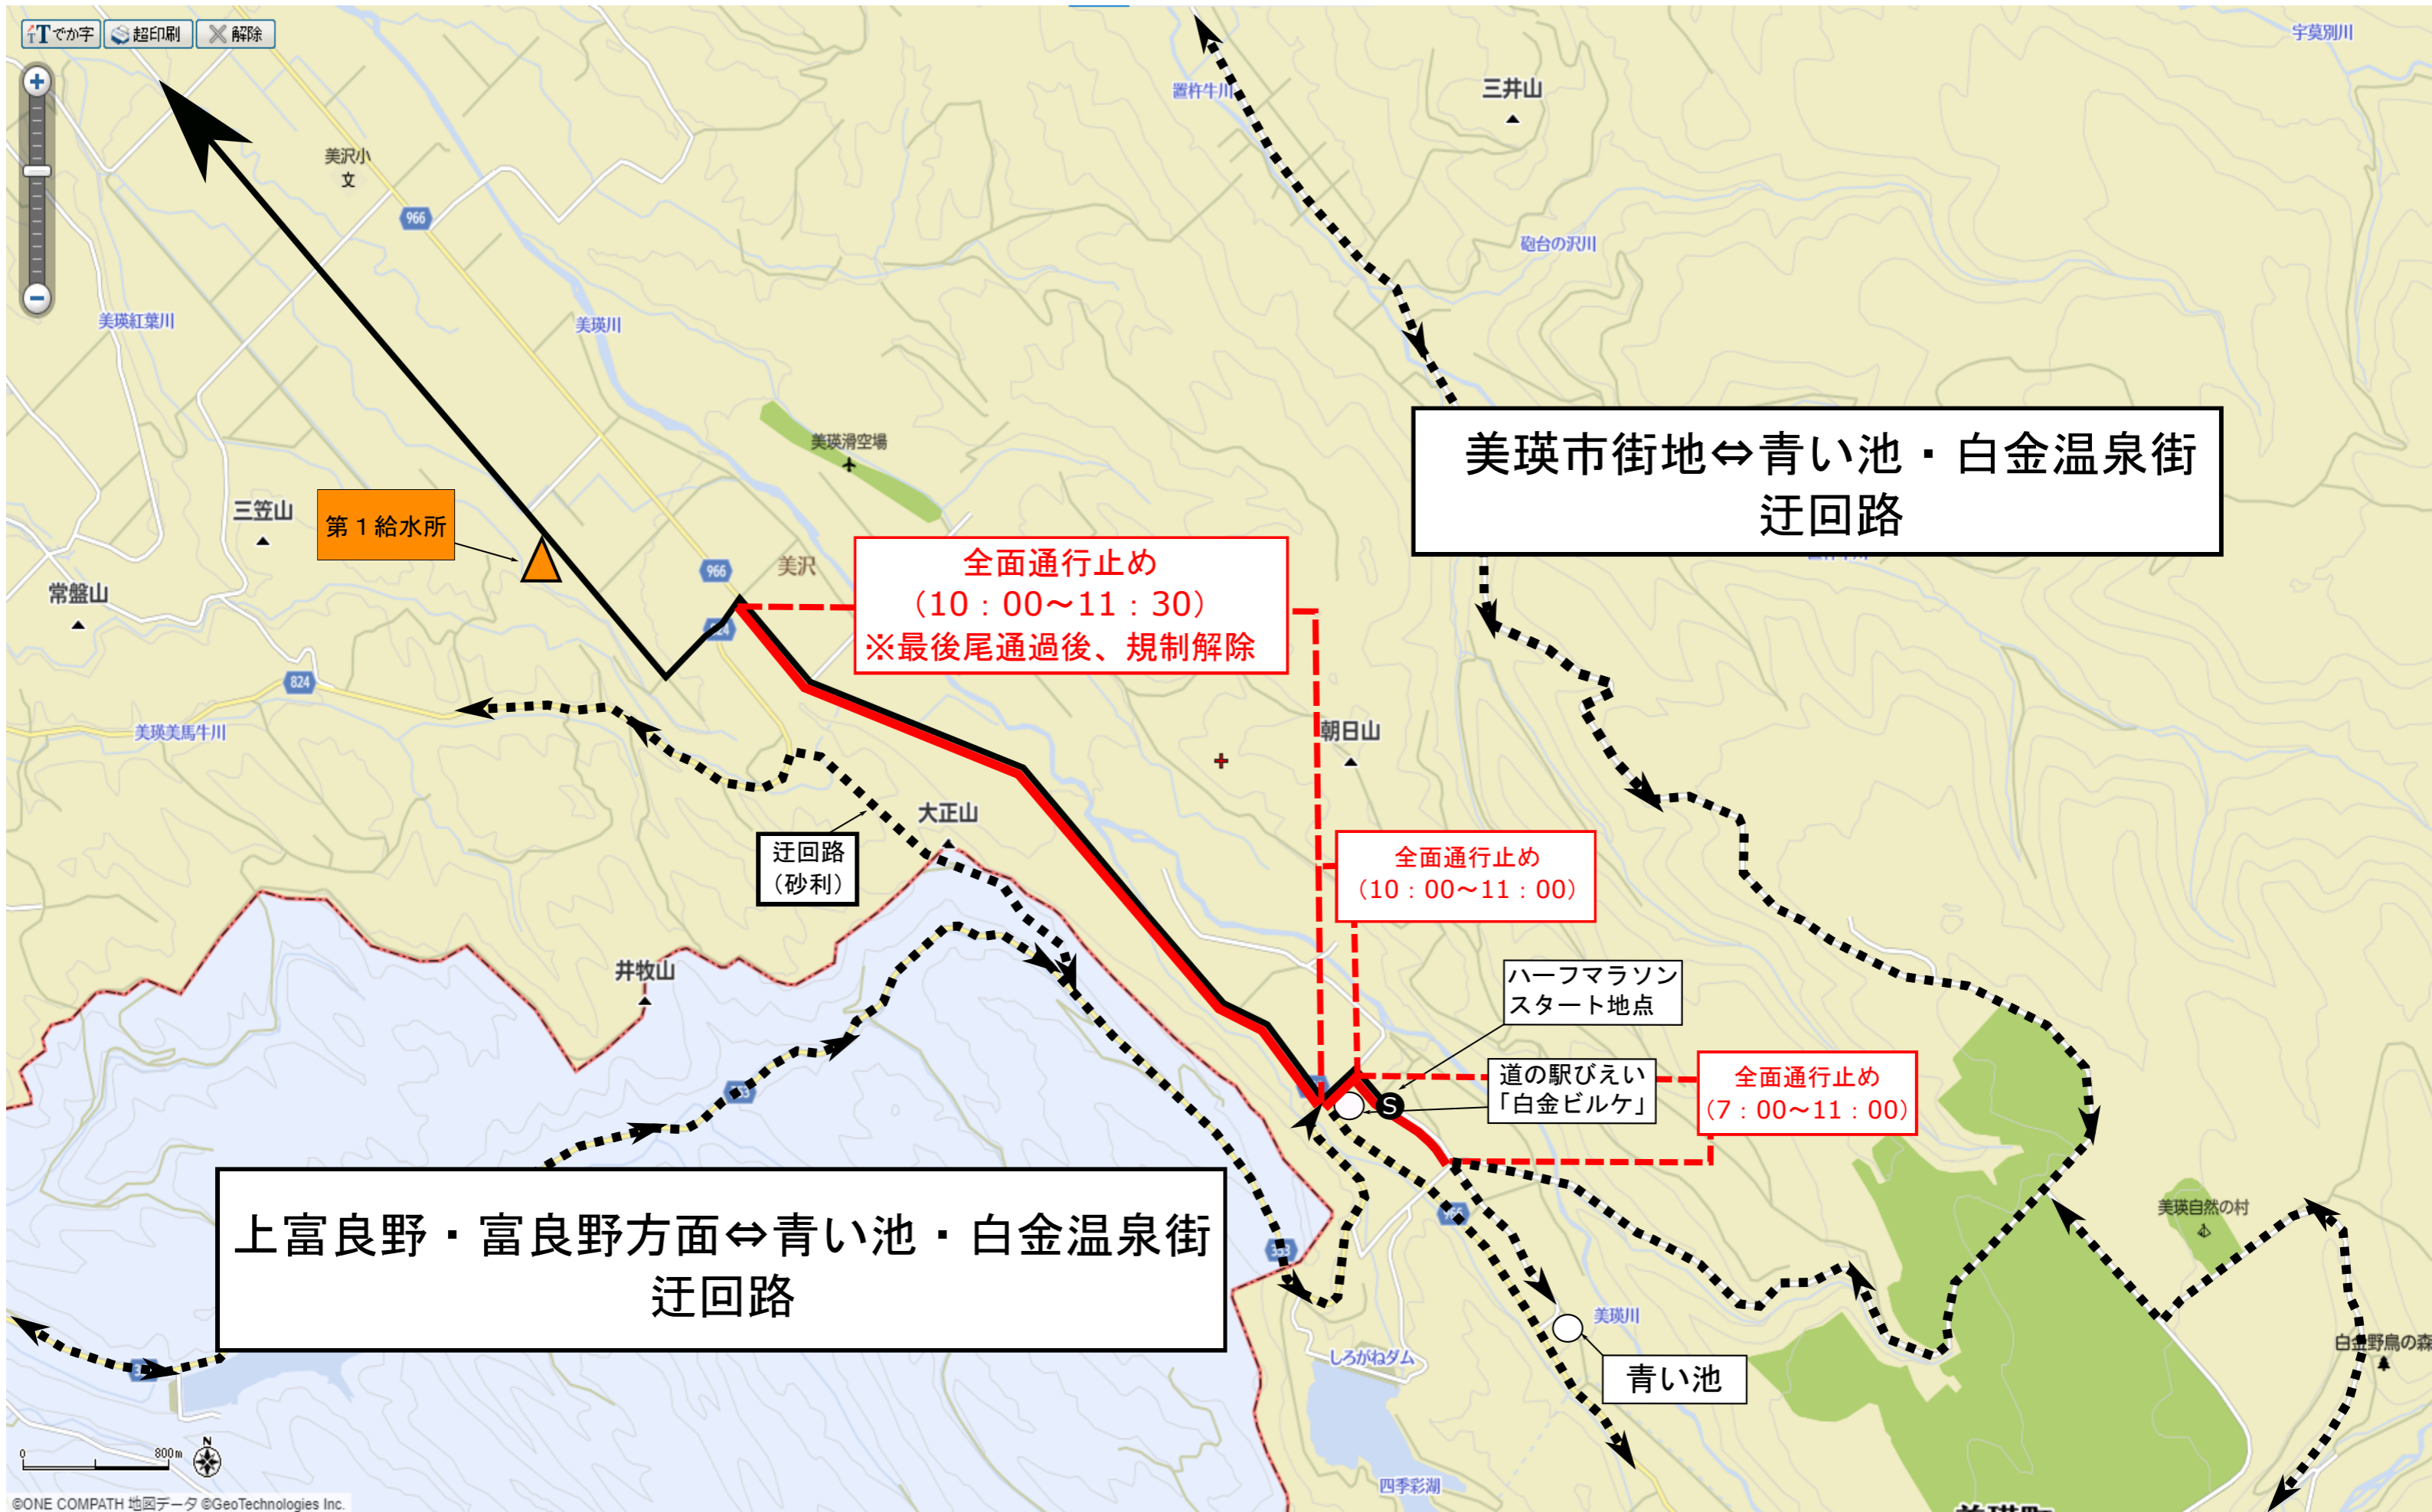 でか字
超印刷
解除
宇莫別川
置杵牛川
三井山
美沢小
文
966
砲台の沢川
美瑛紅葉川
美瑛川
美瑛滑空場
美瑛市街地⇔青い池・白金温泉街
迂回路
三笠山
第1給水所
全面通行止め
(10:00～11:30)
※最後尾通過後、規制解除
966
美沢
常盤山
824
美瑛美馬牛川
朝日山
大正山
迂回路
(砂利)
全面通行止め
(10:00～11:00)
井牧山
ハーフマラソン
スタート地点
道の駅びえい
「白金ビルケ」
全面通行止め
(7:00～11:00)
S
上富良野・富良野方面⇔青い池・白金温泉街
迂回路
美瑛自然の村
353
美瑛川
しろがねダム
青い池
白金野鳥の森
四季彩湖
0
800m
N
©ONE COMPATH 地図データ ©GeoTechnologies Inc.